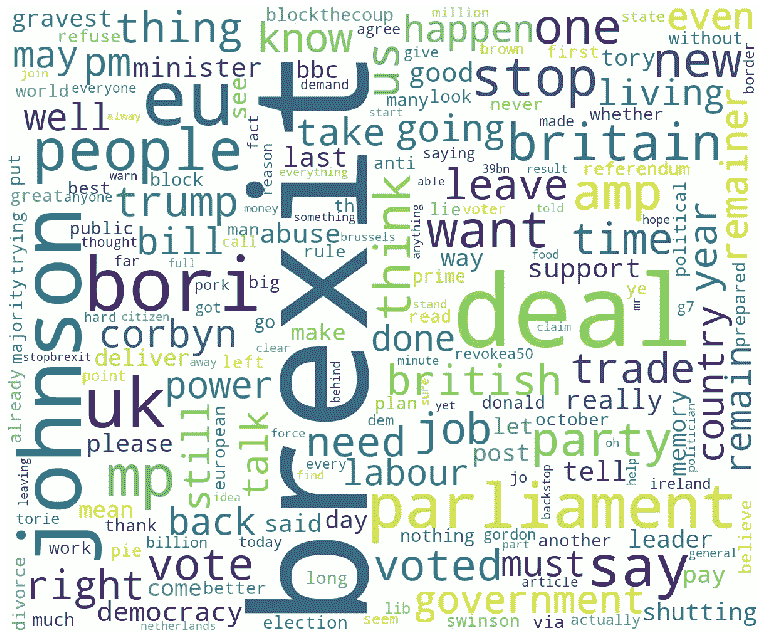 gravest
thing
refuse
may
pm
minister
world
join
everyone
well
eu
see
alway
people
blockthecoup
agree
million
know
happen
one
even
state
without
give
brown
first
tory
border
us
good
stop
new
demand
bbc
many
look
never
living
world
fact
take
going
made
whether
britain
start
anti
saying
39bn
result
referendum
warn
block
reason
last
everything
think
able
told
leave
amp
remainer
great
best
anyone
trump
th
man
lie
voter
hope
want
time
year
put
trying
public
thought
bill
abuse
something
brussels
anything
way
support
political
far
call
rule
money
prime
food
ye
prepared
johnson
bori
full
pork
big
got
stand
deal
g7
mr
country
majority
already
hard
citizen
go
make
read
claim
stopbrexit
corbyn
clear
done
revokea50
trade
remain
deliver
away
left
minute
british
really
point
power
behind
plan
sure
donald
october
uk
brexit
yet
dem
need
job
let
party
memory
politician
please
still
european
talk
force
every
labour
post
oh
tell
help
leaving
mp
idea
find
jo
backstop
ireland
torie
mean
thank
back
said
day
parliament
nothing
gordon
part
another
leader
general
believe
work
pie
billion
today
vote
voted
must
say
article
pay
divorce
right
come
better
long
lib
government
much
democracy
seem
swinson
via
actually
shutting
netherlands
election